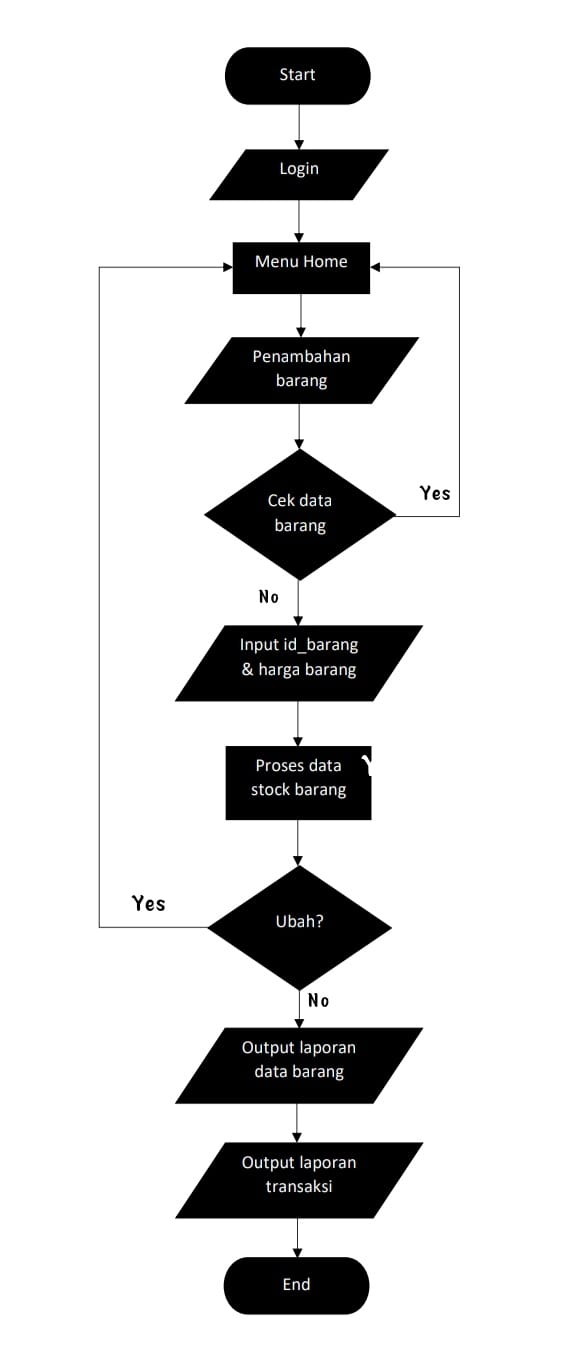 Start
Login
Menu Home
Penambahan
barang
Cek data
barang
Yes
No
Input id_barang
& harga barang
Proses data
stock barang
Ubah?
Yes
No
Output laporan
data barang
Output laporan
transaksi
End